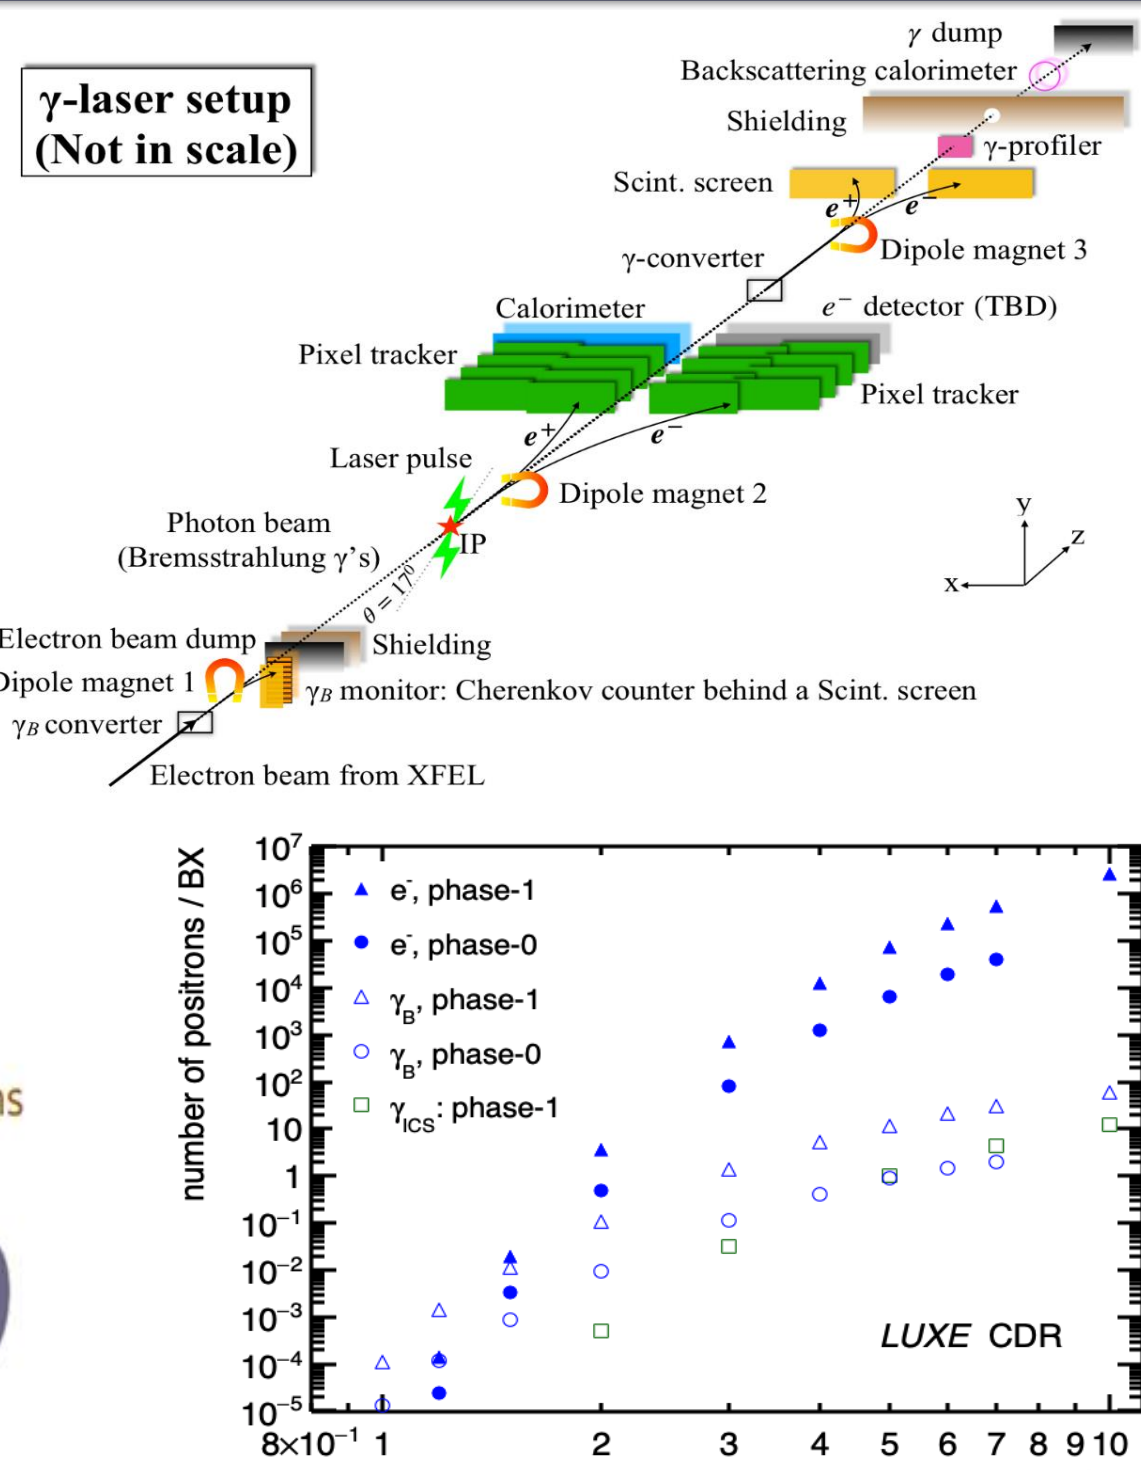 γ dump
Backscattering calorimeter
γ-laser setup
(Not in scale)
Shielding
γ-profiler
Scint. screen
e⁺
e⁻
Dipole magnet 3
γ-converter
Calorimeter
e⁻ detector (TBD)
Pixel tracker
Pixel tracker
e⁺
e⁻
Laser pulse
Dipole magnet 2
Photon beam
(Bremsstrahlung γ's)
IP
θ = 17⁰
y
z
x
Electron beam dump
Shielding
Dipole magnet 1
γB monitor: Cherenkov counter behind a Scint. screen
γB converter
Electron beam from XFEL
number of positrons / BX
10⁷
10⁶
10⁵
10⁴
10³
10²
10
1
10⁻¹
10⁻²
10⁻³
10⁻⁴
10⁻⁵
e⁻, phase-1
e⁻, phase-0
γB, phase-1
γB, phase-0
γICS: phase-1
LUXE CDR
8×10⁻¹ 1 2 3 4 5 6 7 8 9 10